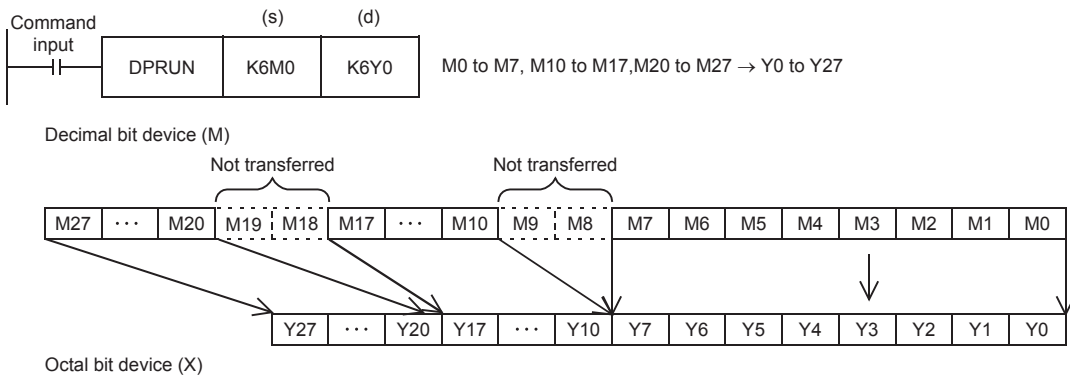 Command
input
(s) (d)
DPRUN K6M0 K6Y0
M0 to M7, M10 to M17,M20 to M27 → Y0 to Y27
Decimal bit device (M)
Not transferred Not transferred
M27 ··· M20 M19 M18 M17 ··· M10 M9 M8 M7 M6 M5 M4 M3 M2 M1 M0
Y27 ··· Y20 Y17 ··· Y10 Y7 Y6 Y5 Y4 Y3 Y2 Y1 Y0
Octal bit device (X)